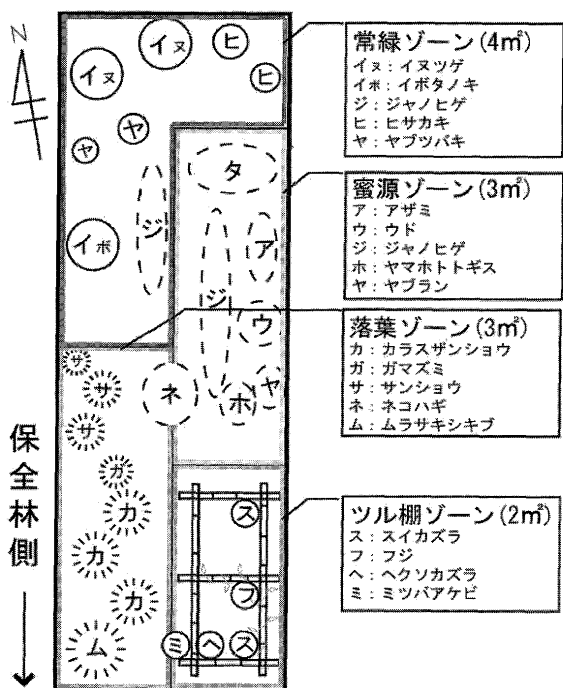 N
イヌ
イヌ
ヒ
ヒ
ヤ
ヤ
イボ
ジ
タ
ア
ジ
ウ
ヤ
ホ
ネ
サ
サ
サ
ガ
カ
カ
カ
ム
ス
フ
ミ
ヘ
ス
保全林側
常緑ゾーン(4㎡)
イヌ:イヌツゲ
イボ:イボタノキ
ジ:ジャノヒゲ
ヒ:ヒサカキ
ヤ:ヤブツバキ
蜜源ゾーン(3㎡)
ア:アザミ
ウ:ウド
ジ:ジャノヒゲ
ホ:ヤマホトトギス
ヤ:ヤブラン
落葉ゾーン(3㎡)
カ:カラスザンショウ
ガ:ガマズミ
サ:サンショウ
ネ:ネコハギ
ム:ムラサキシキブ
ツル棚ゾーン(2㎡)
ス:スイカズラ
フ:フジ
ヘ:ヘクソカズラ
ミ:ミツバアケビ